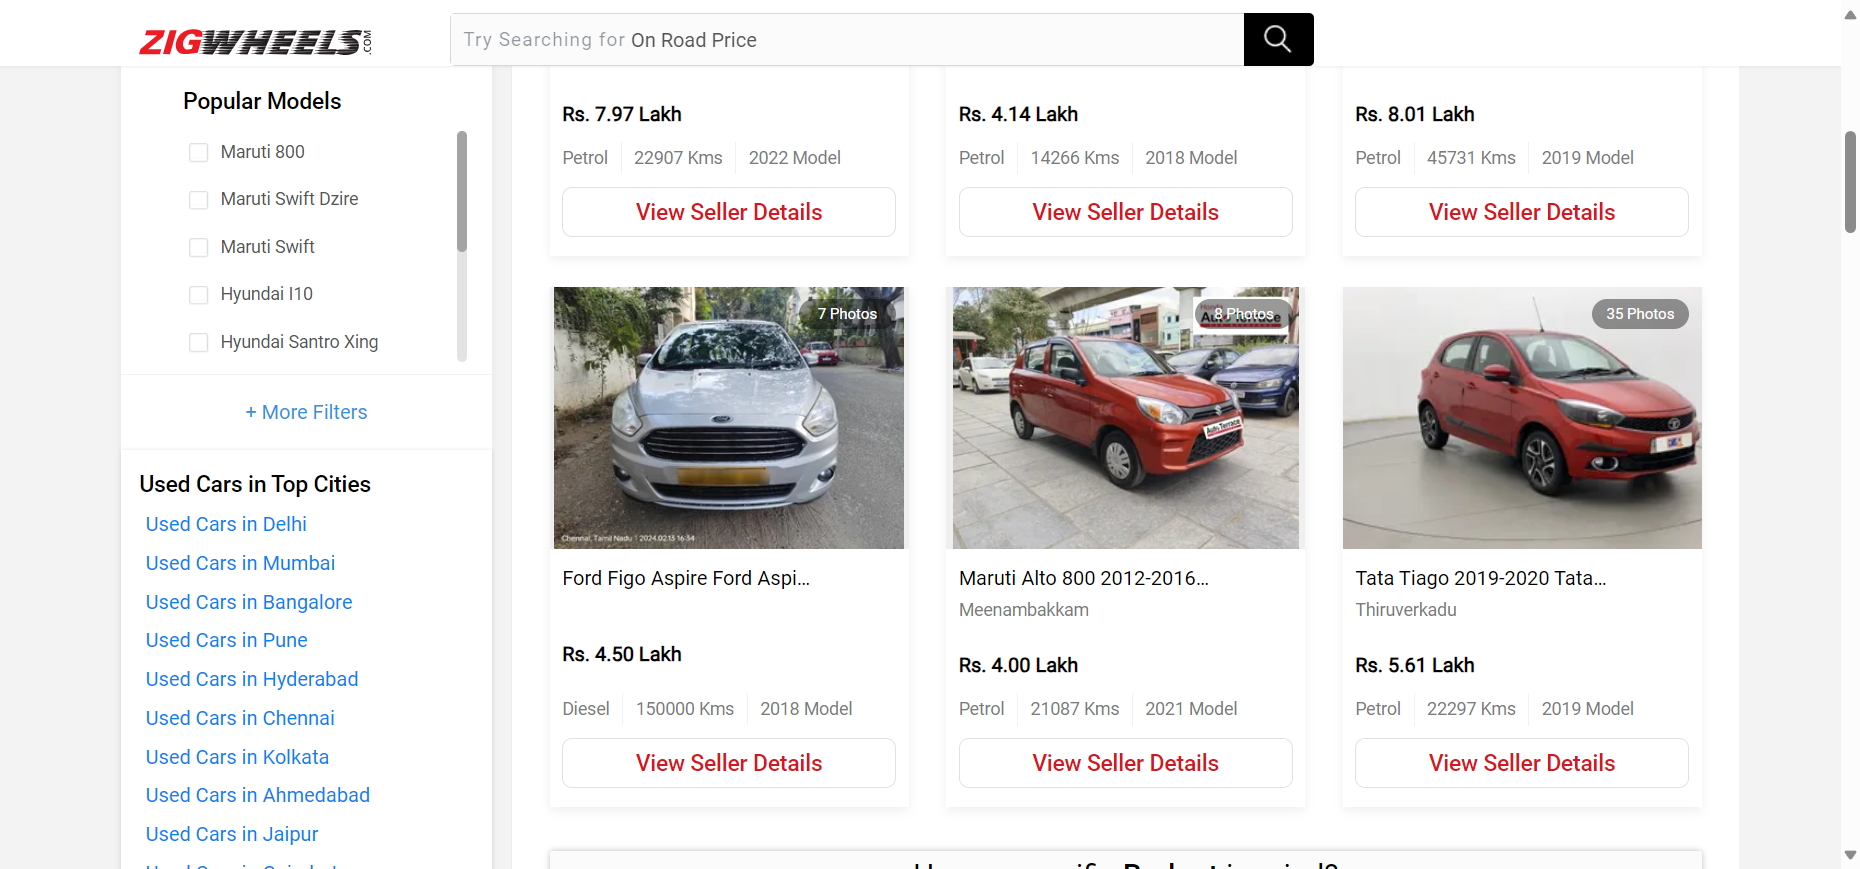 ZIGWHEELS.COM
Try Searching for On Road Price
Popular Models
Maruti 800
Maruti Swift Dzire
Maruti Swift
Hyundai I10
Hyundai Santro Xing
+ More Filters
Used Cars in Top Cities
Used Cars in Delhi
Used Cars in Mumbai
Used Cars in Bangalore
Used Cars in Pune
Used Cars in Hyderabad
Used Cars in Chennai
Used Cars in Kolkata
Used Cars in Ahmedabad
Used Cars in Jaipur
Rs. 7.97 Lakh
Petrol 22907 Kms 2022 Model
View Seller Details
Rs. 4.14 Lakh
Petrol 14266 Kms 2018 Model
View Seller Details
Rs. 8.01 Lakh
Petrol 45731 Kms 2019 Model
View Seller Details
7 Photos
Chennai, Tamil Nadu | 2024.02.13 16:34
Ford Figo Aspire Ford Aspi...
Rs. 4.50 Lakh
Diesel 150000 Kms 2018 Model
View Seller Details
8 Photos
Auto Terrace
Auto Terrace
Maruti Alto 800 2012-2016...
Meenambakkam
Rs. 4.00 Lakh
Petrol 21087 Kms 2021 Model
View Seller Details
35 Photos
Tata Tiago 2019-2020 Tata...
Thiruverkadu
Rs. 5.61 Lakh
Petrol 22297 Kms 2019 Model
View Seller Details